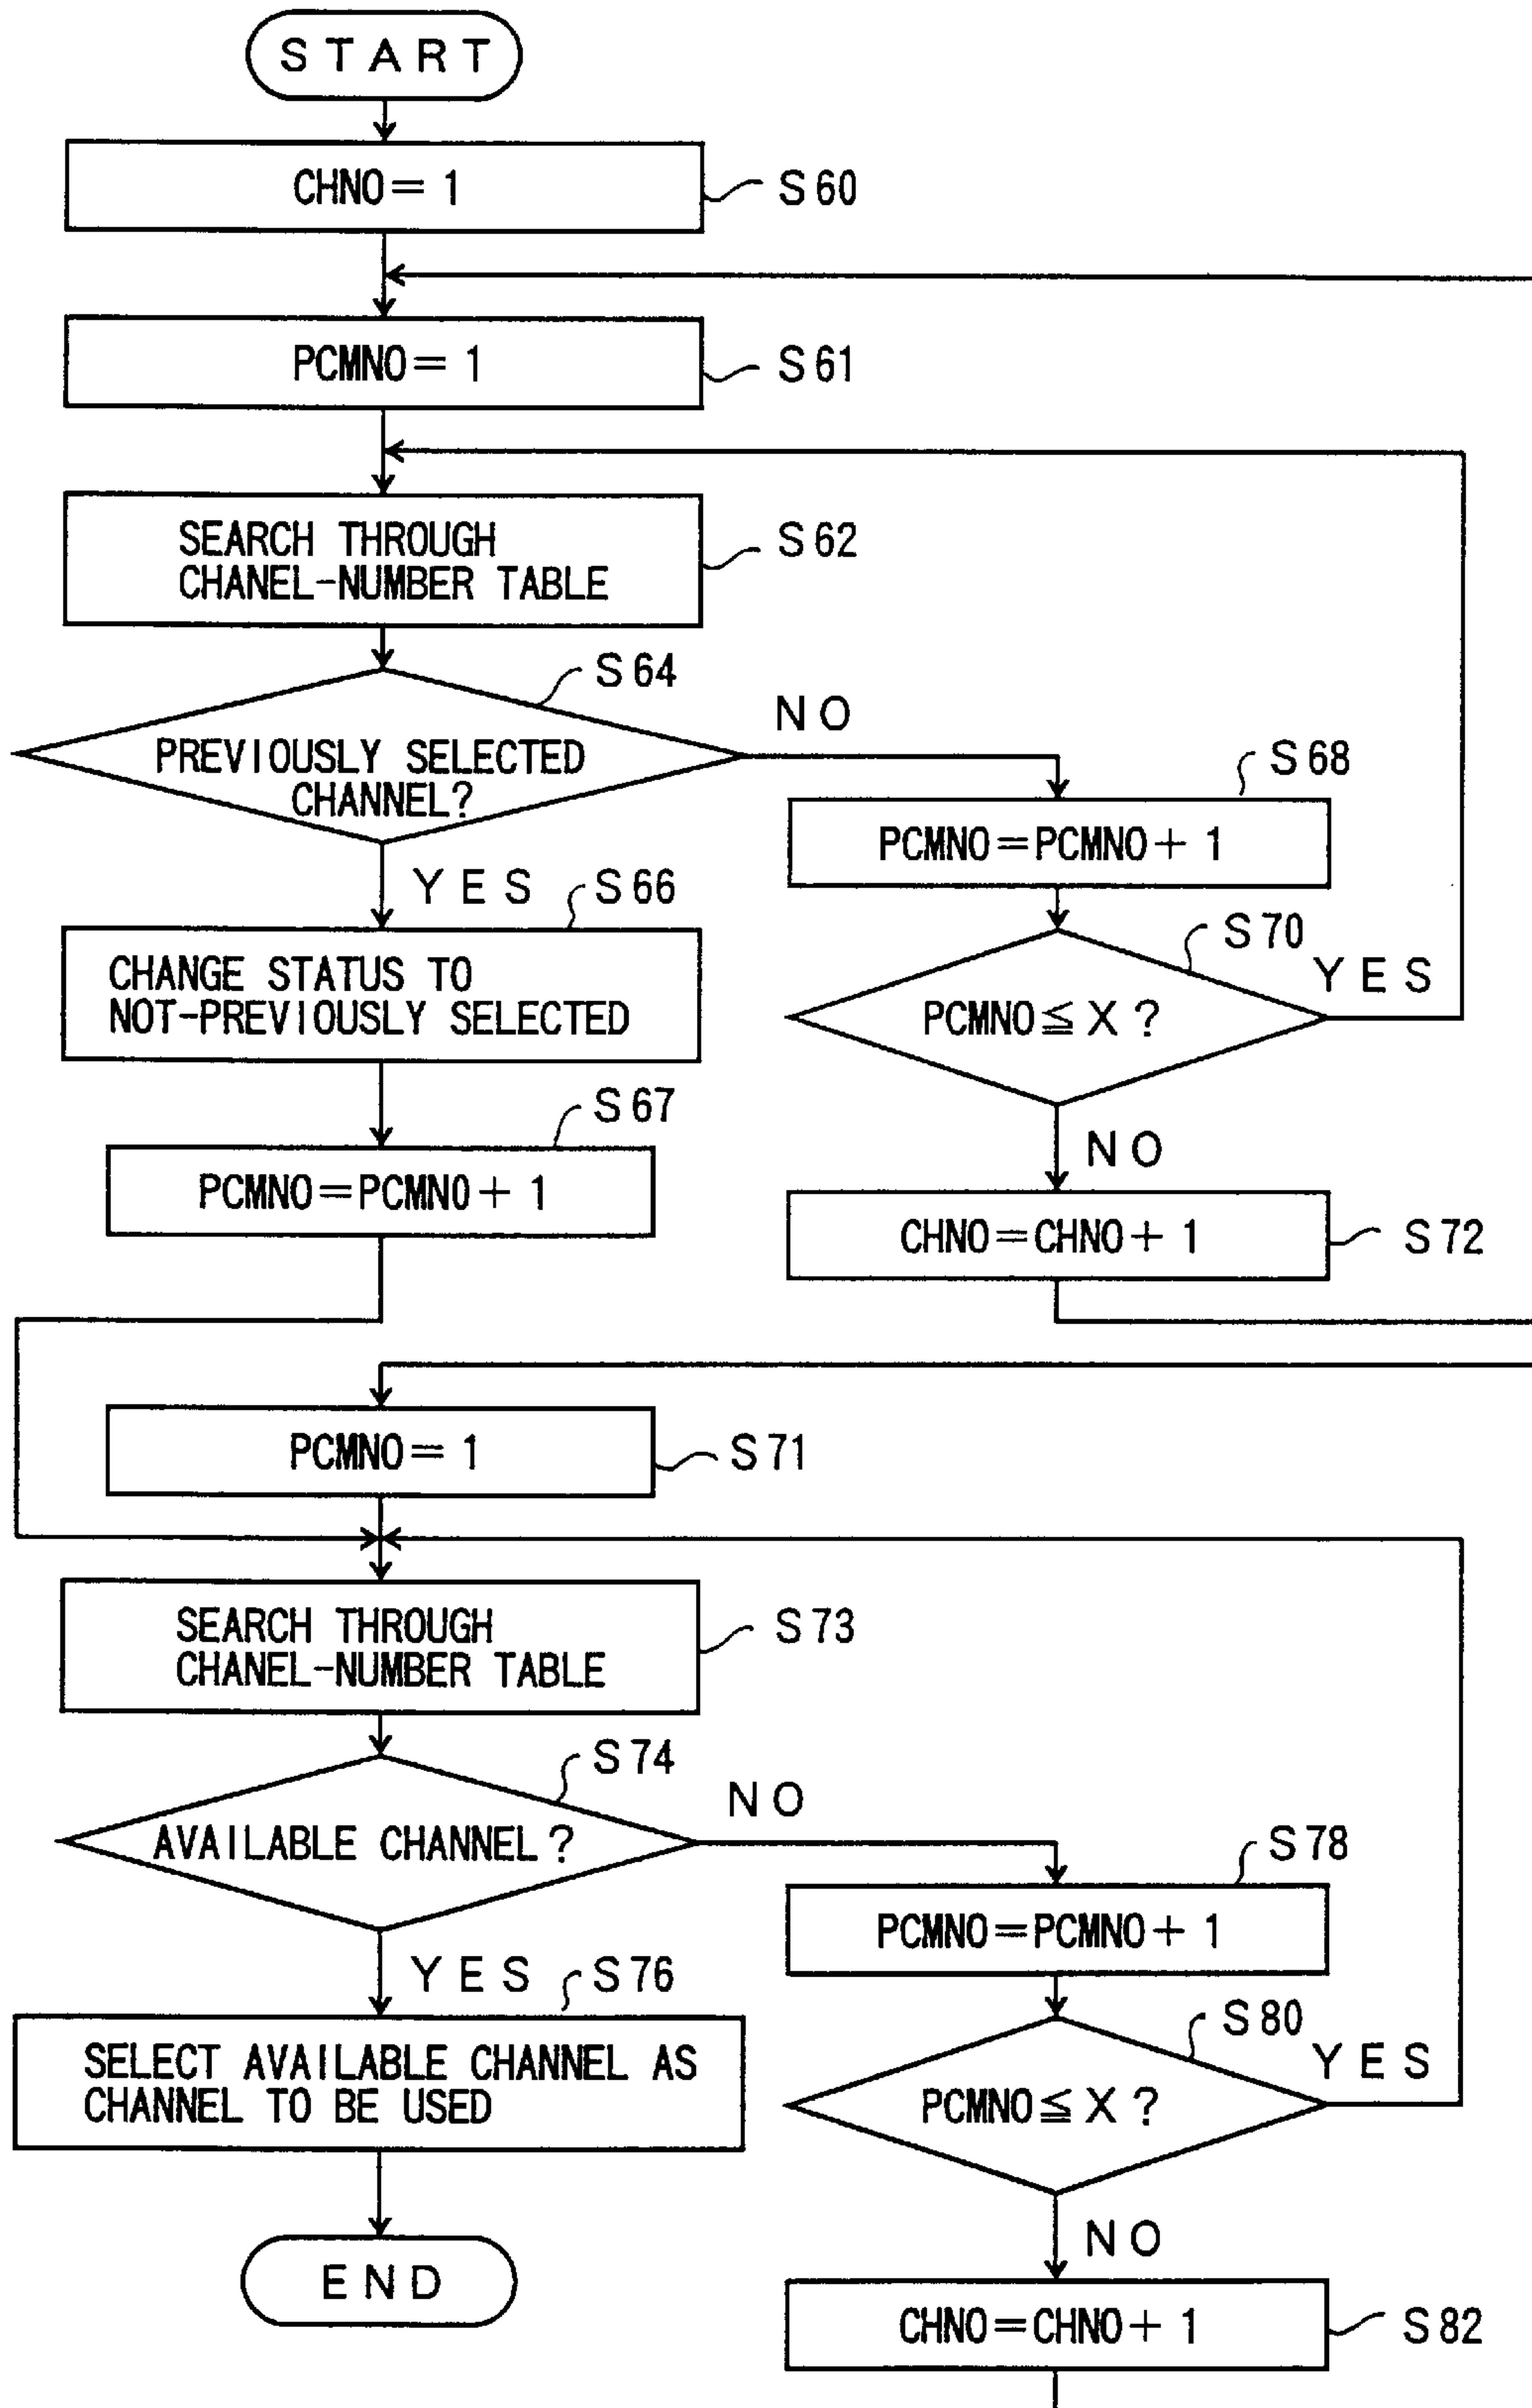 START
CHNO=1
S60
PCMNO=1
S61
SEARCH THROUGH
CHANEL-NUMBER TABLE
S62
S64
PREVIOUSLY SELECTED
CHANNEL?
NO
YES
S68
PCMNO=PCMNO+1
S66
CHANGE STATUS TO
NOT-PREVIOUSLY SELECTED
S70
PCMNO≦X?
YES
NO
S67
PCMNO=PCMNO+1
CHNO=CHNO+1
S72
PCMNO=1
S71
SEARCH THROUGH
CHANEL-NUMBER TABLE
S73
S74
AVAILABLE CHANNEL?
NO
YES
S78
PCMNO=PCMNO+1
S76
SELECT AVAILABLE CHANNEL AS
CHANNEL TO BE USED
S80
PCMNO≦X?
YES
NO
END
CHNO=CHNO+1
S82